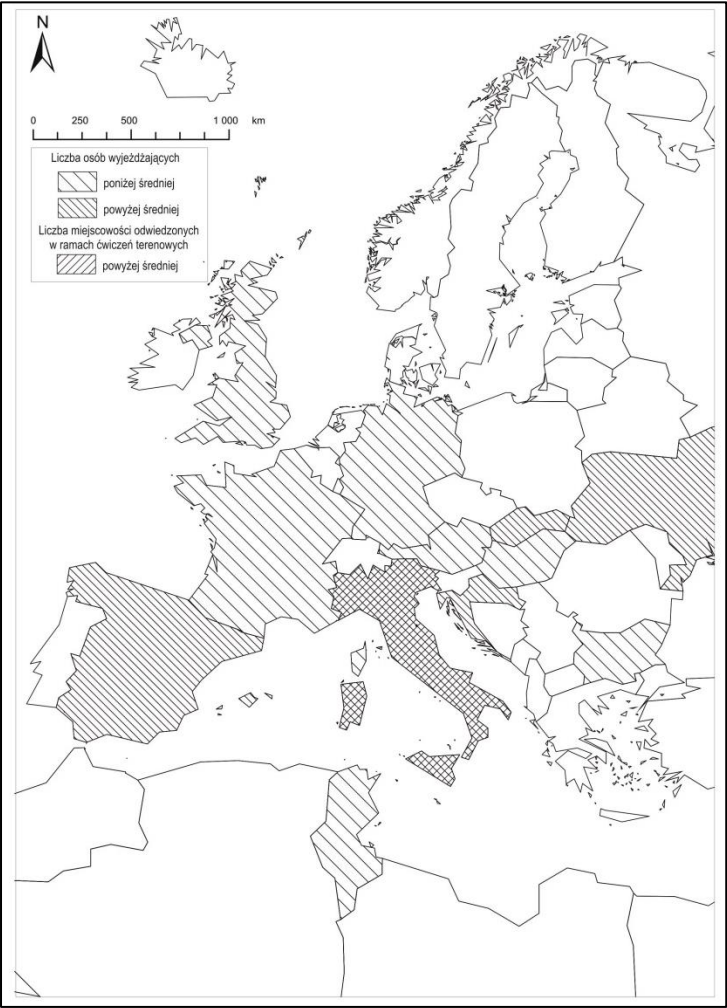 N
0 250 500 1 000 km
Liczba osób wyjeżdżających
poniżej średniej
powyżej średniej
Liczba miejscowości odwiedzonych
w ramach ćwiczeń terenowych
powyżej średniej